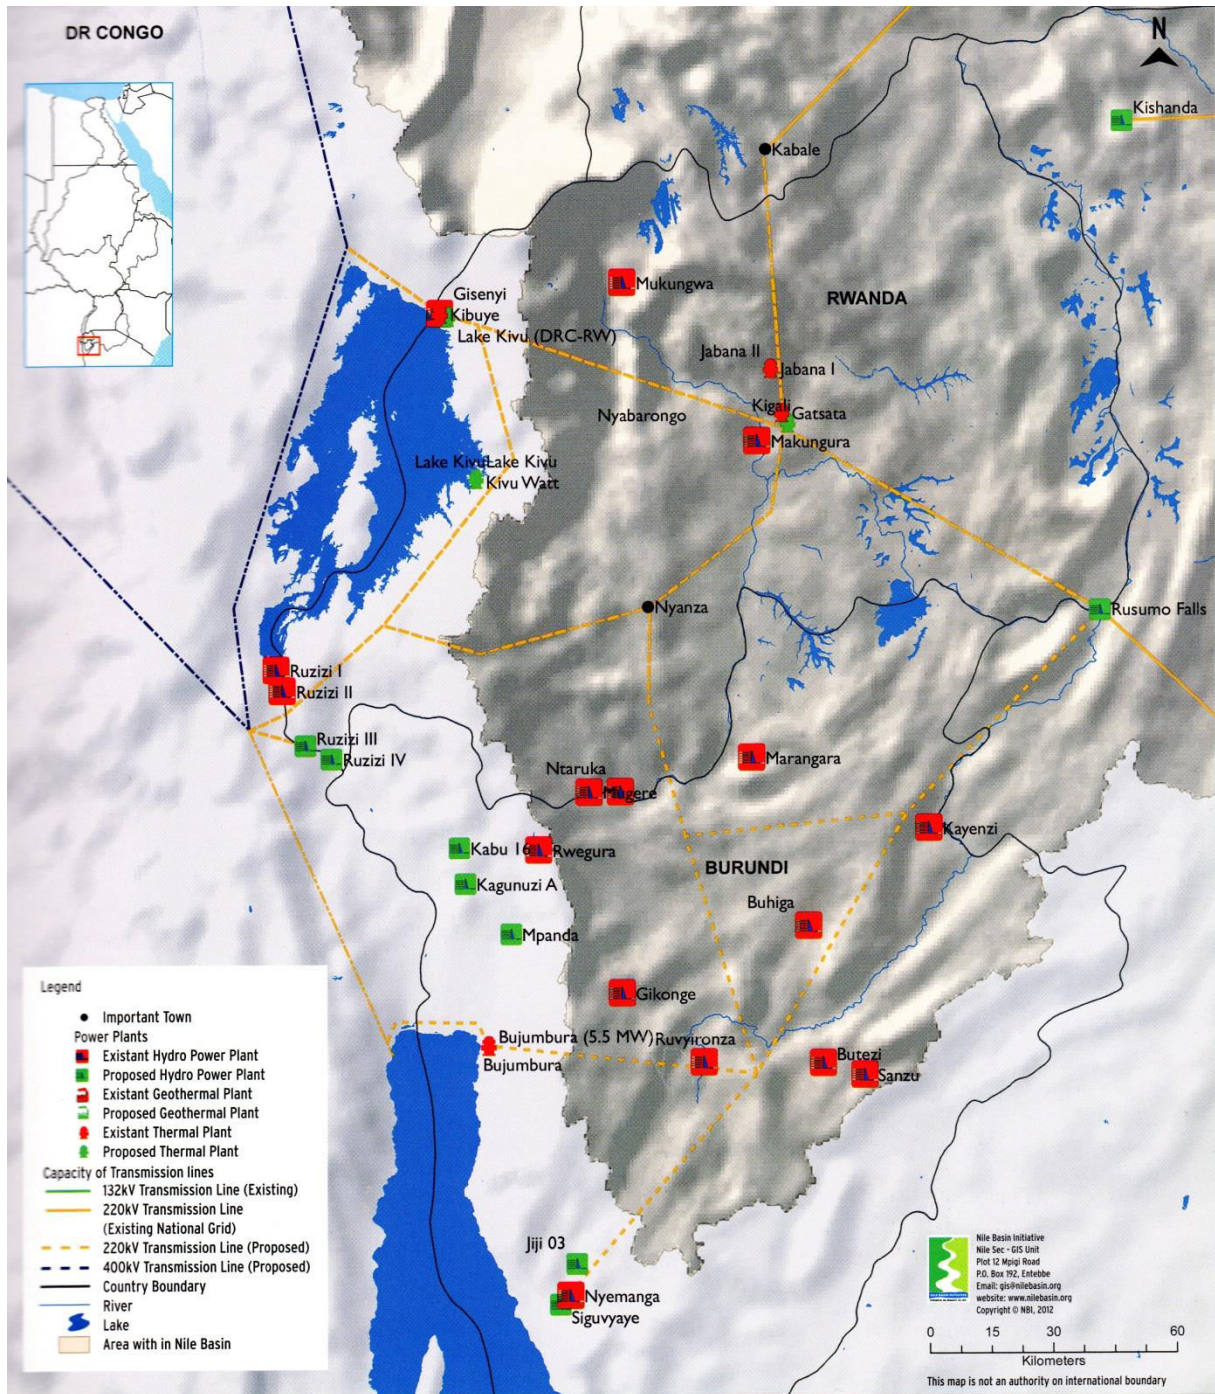 DR CONGO
N
Kishanda
Kabale
Mukungwa
RWANDA
Gisenyi
Kibuye
Lake Kivu (DRC-RW)
Jabana II
Jabana I
Kigali
Nyabarongo
Gatsata
Makungura
Lake Kivu
Lake Kivu
Kivu Watt
Nyanza
Rusumo Falls
Ruzizi I
Ruzizi II
Ruzizi III
Ruzizi IV
Marangara
Ntaruka
Mugere
Kayenzi
Kabu 16
Rwegura
BURUNDI
Kagunuzi A
Buhiga
Mpanda
Gikonge
Bujumbura (5.5 MW)
Ruvyironza
Bujumbura
Butezi
Sanzu
Jiji 03
Nyemanga
Siguvyaye
Legend
Important Town
Power Plants
Existant Hydro Power Plant
Proposed Hydro Power Plant
Existant Geothermal Plant
Proposed Geothermal Plant
Existant Thermal Plant
Proposed Thermal Plant
Capacity of Transmission lines
132kV Transmission Line (Existing)
220kV Transmission Line
(Existing National Grid)
220kV Transmission Line (Proposed)
400kV Transmission Line (Proposed)
Country Boundary
River
Lake
Area with in Nile Basin
Nile Basin Initiative
Nile Sec - GIS Unit
Plot 12 Mpigi Road
P.O. Box 192, Entebbe
Email: gis@nilebasin.org
website: www.nilebasin.org
Copyright © NBI, 2012
0 15 30 60
Kilometers
This map is not an authority on international boundary